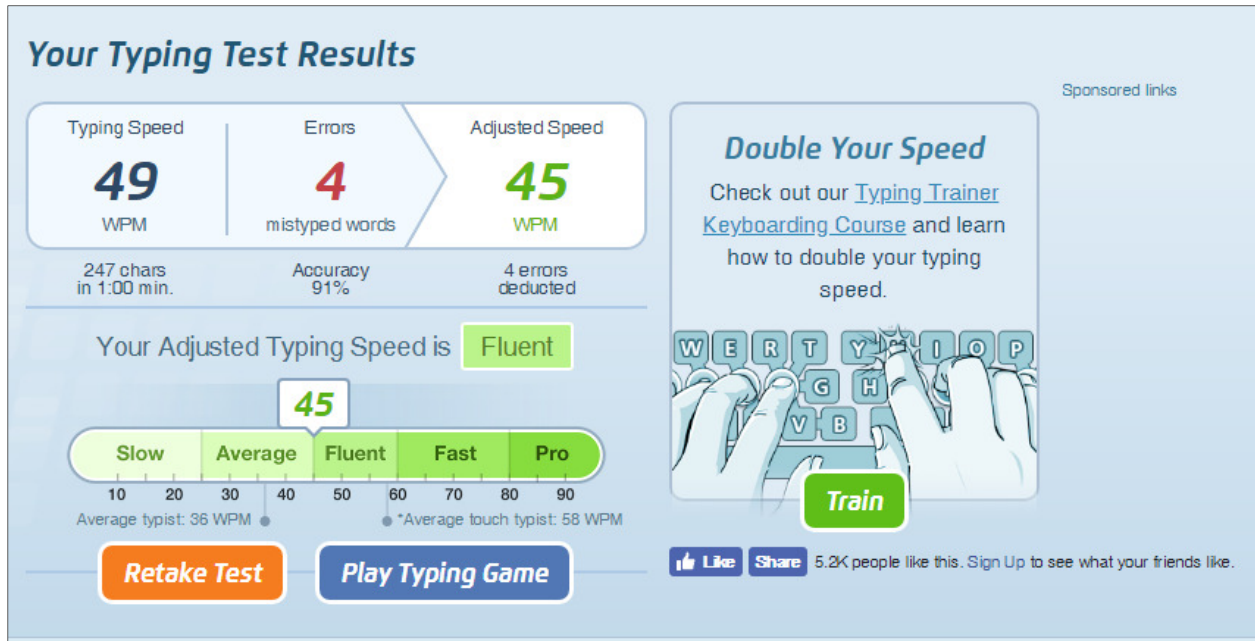 Your Typing Test Results
Typing Speed
49
WPM
Errors
4
mistyped words
Adjusted Speed
45
WPM
247 chars
in 1:00 min.
Accuracy
91%
4 errors
deducted
Your Adjusted Typing Speed is Fluent
45
Slow Average Fluent Fast Pro
10 20 30 40 50 60 70 80 90
Average typist: 36 WPM
*Average touch typist: 58 WPM
Retake Test
Play Typing Game
Double Your Speed
Check out our Typing Trainer
Keyboarding Course and learn
how to double your typing
speed.
W E R T Y I O P
G H
V B
Train
Like Share 5.2K people like this. Sign Up to see what your friends like.
Sponsored links